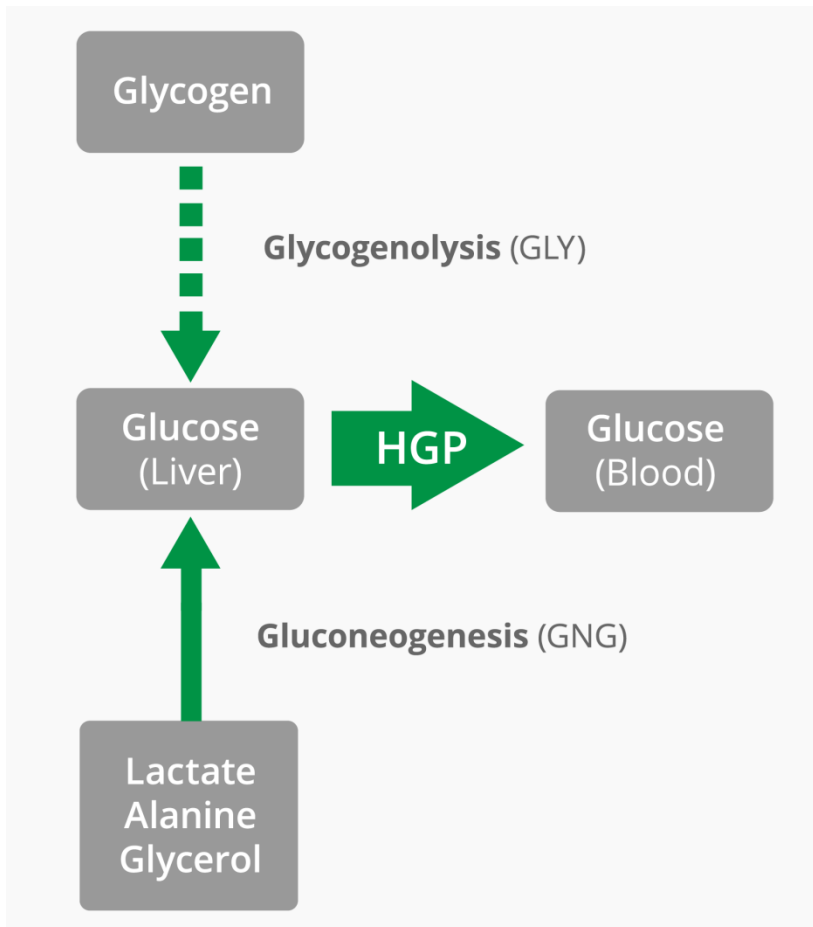 Glycogen
Glycogenolysis (GLY)
Glucose
(Liver)
HGP
Glucose
(Blood)
Gluconeogenesis (GNG)
Lactate
Alanine
Glycerol